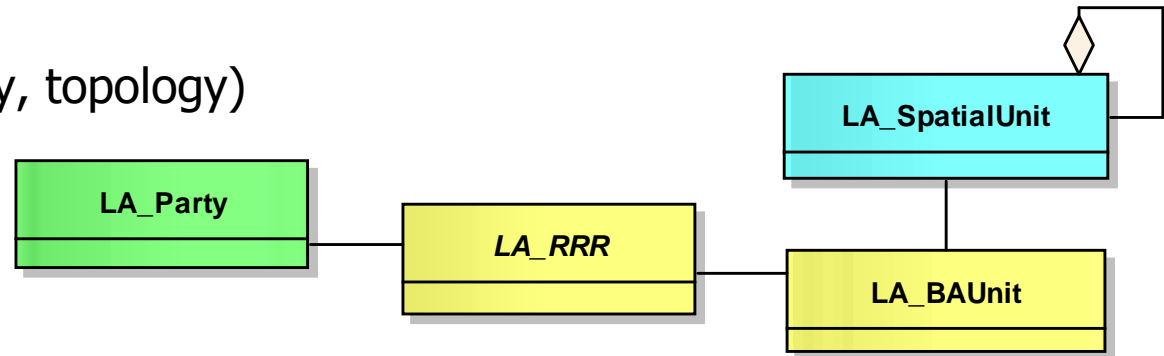 y, topology)
LA_SpatialUnit
LA_Party
LA_RRR
LA_BAUnit